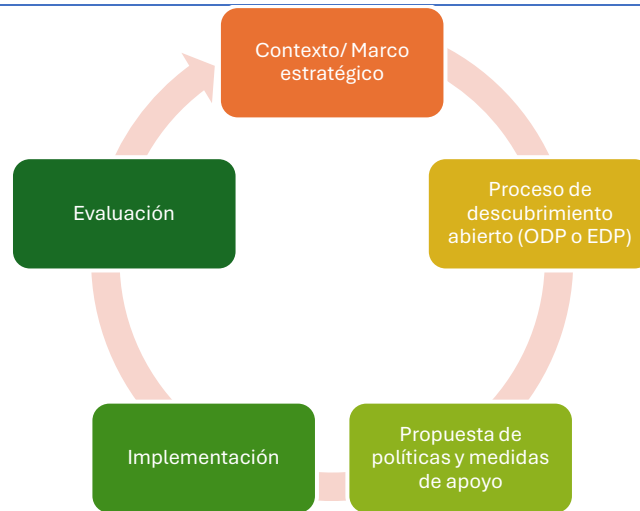 Contexto/ Marco
estratégico
Proceso de
descubrimiento
abierto (ODP o EDP)
Propuesta de
políticas y medidas
de apoyo
Implementación
Evaluación